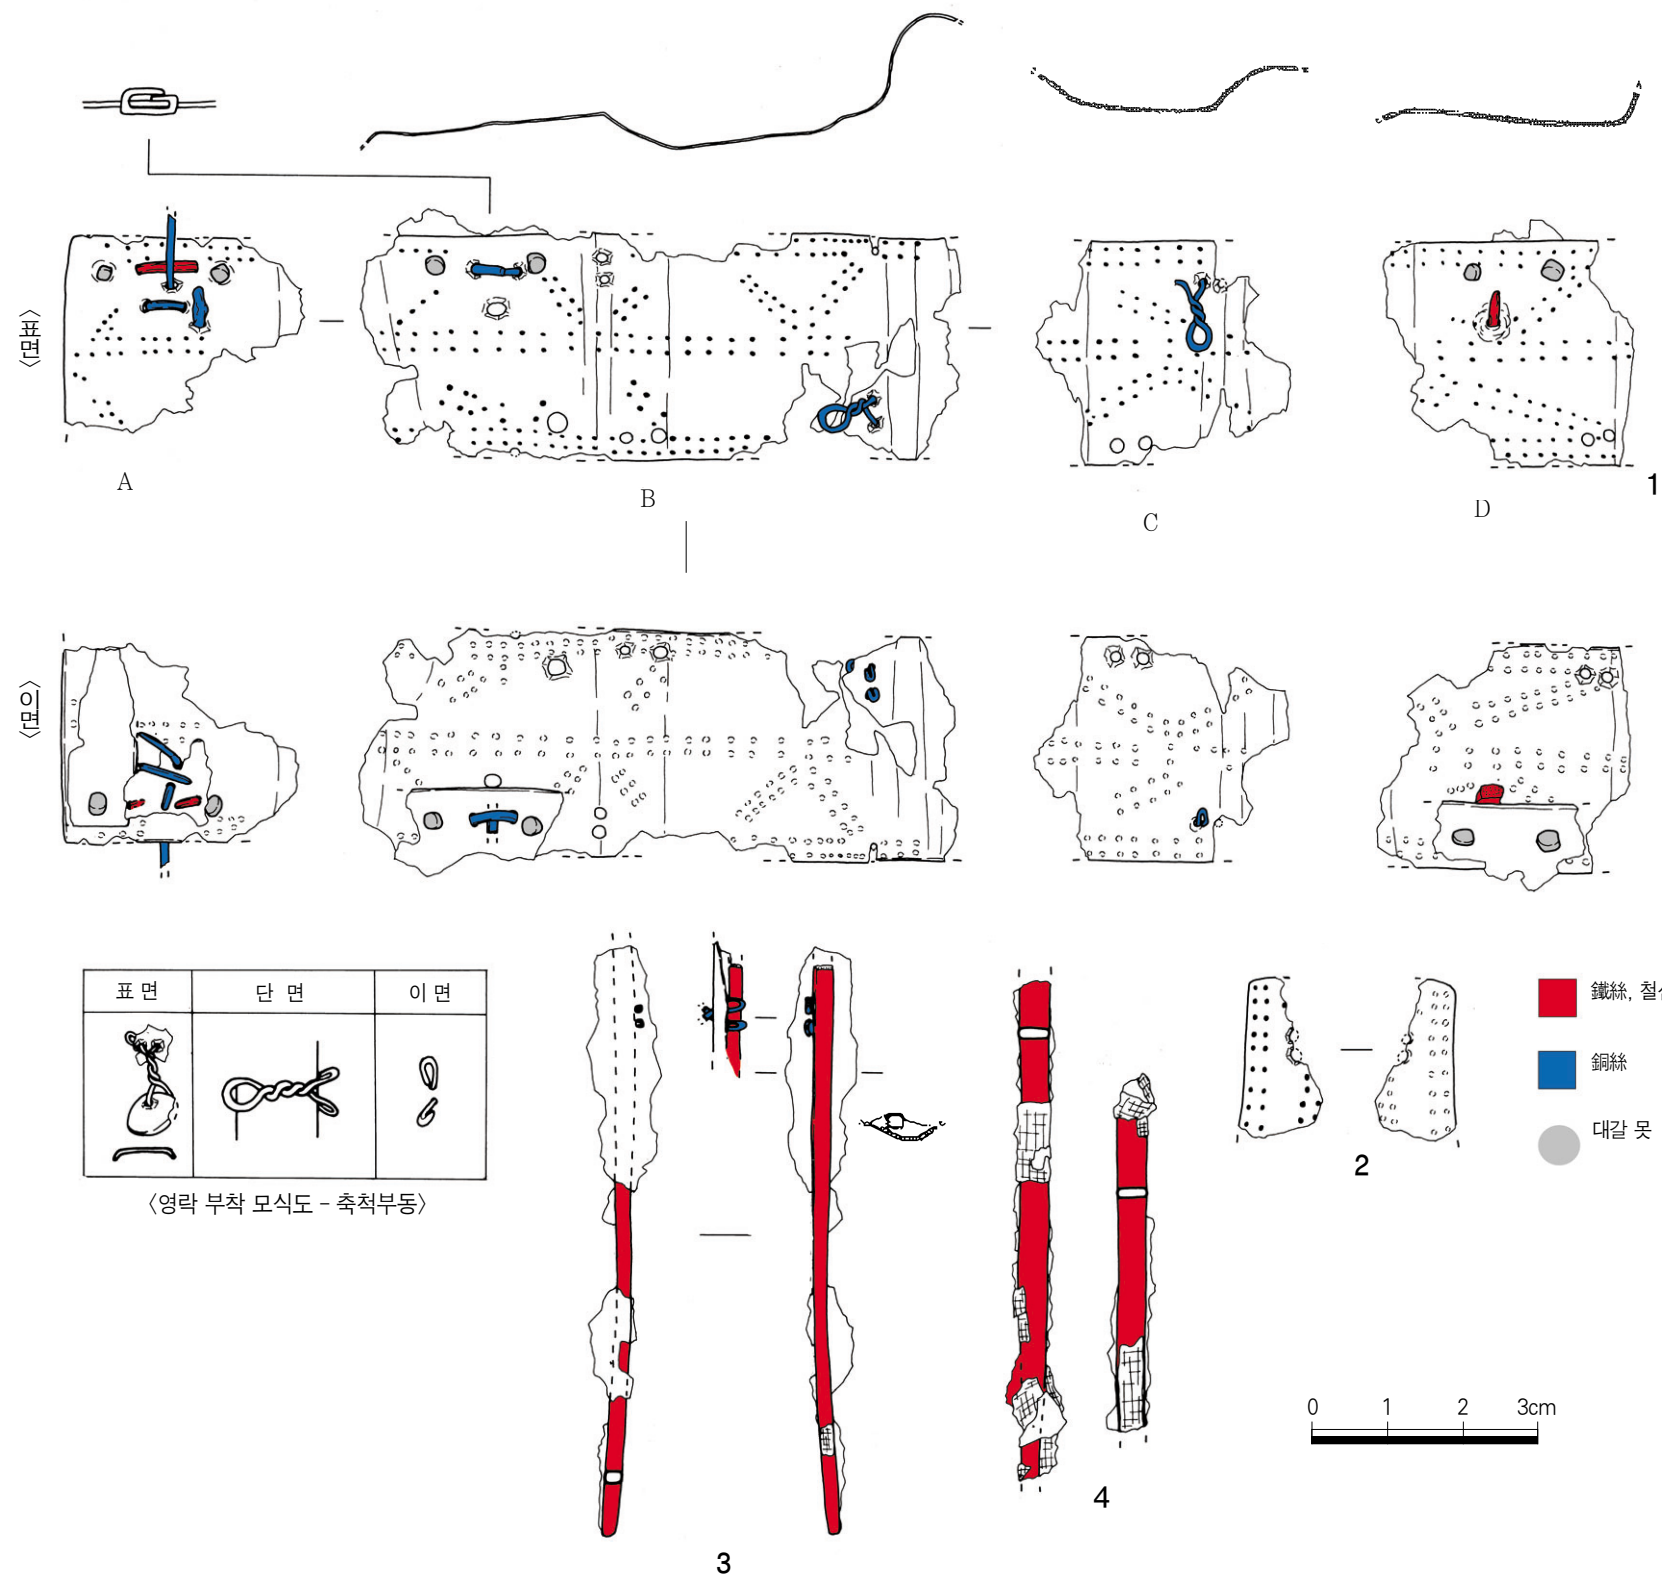 〈표면〉
A
B
C
D
1
〈이면〉
표 면
단 면
이 면
〈영락 부착 모식도 - 축척부동〉
鐵絲, 철
銅絲
대갈 못
2
0 1 2 3cm
3
4